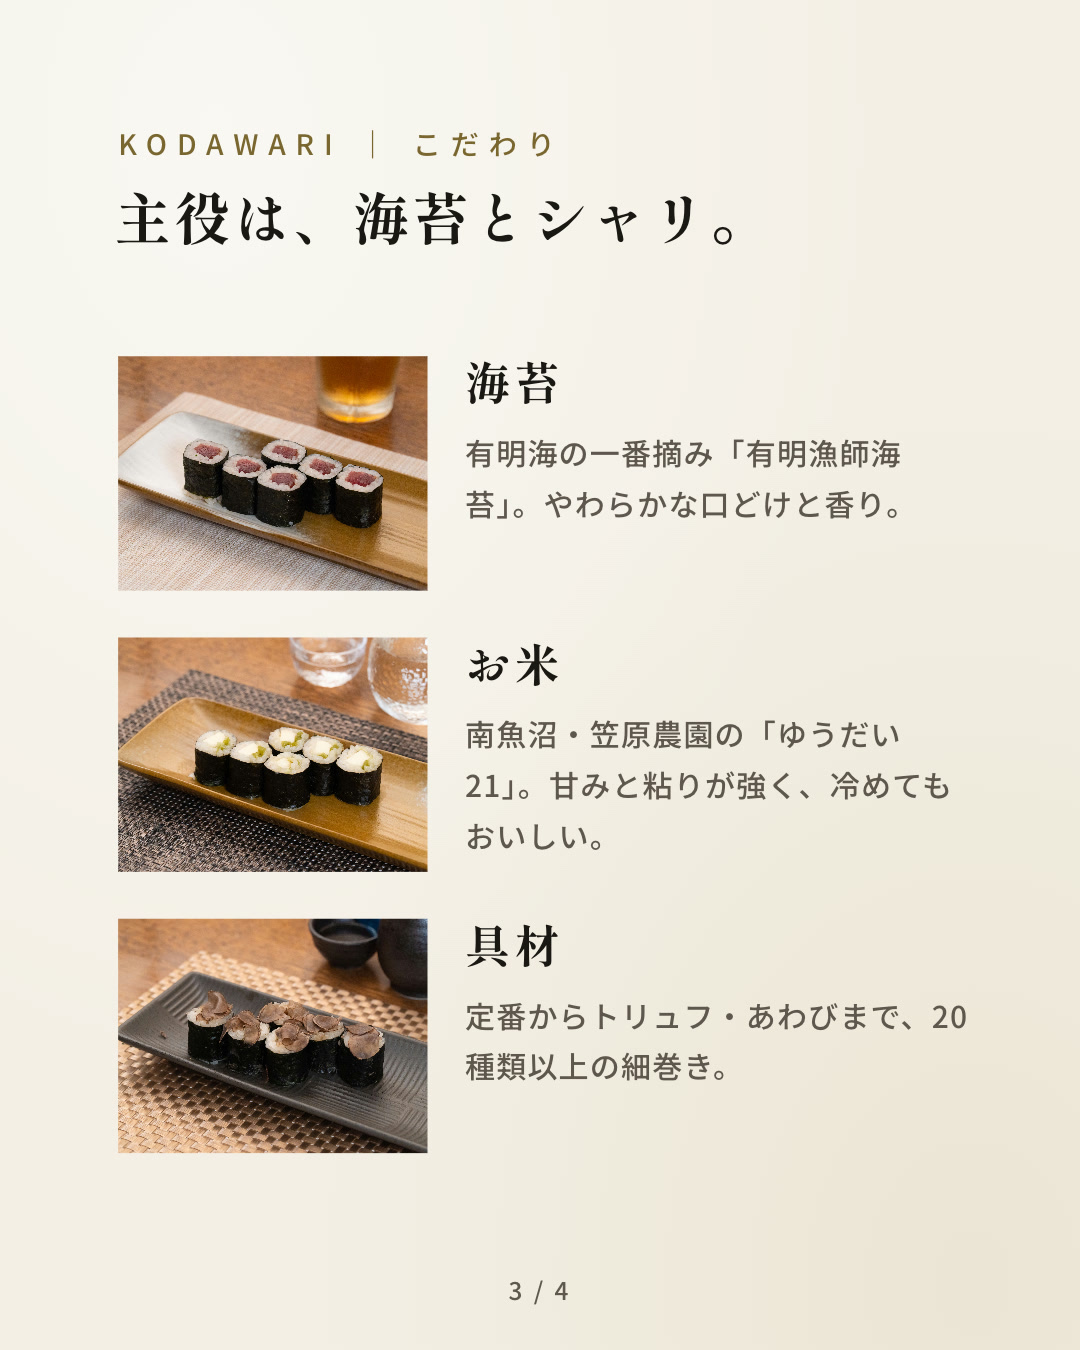 KODAWARI | こだわり
主役は、海苔とシャリ。
海苔
有明海の一番摘み「有明漁師海
苔」。やわらかな口どけと香り。
お米
南魚沼・笠原農園の「ゆうだい
21」。甘みと粘りが強く、冷めても
おいしい。
具材
定番からトリュフ・あわびまで、20
種類以上の細巻き。
3 / 4